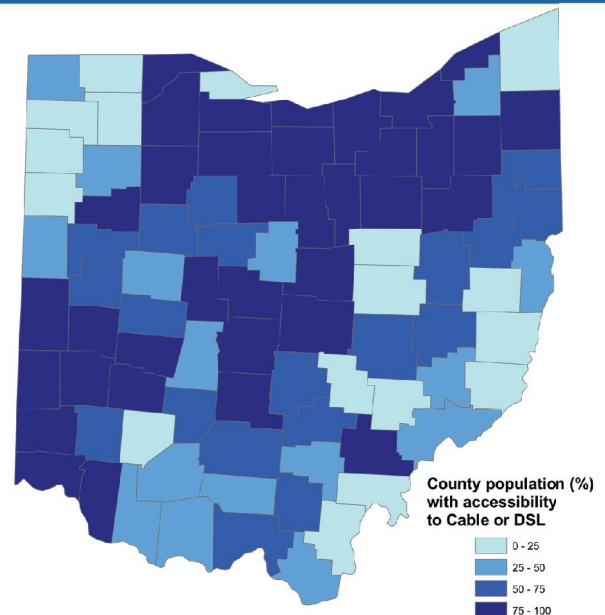 County population (%)
with accessibility
to Cable or DSL
0 - 25
25 - 50
50 - 75
75 - 100